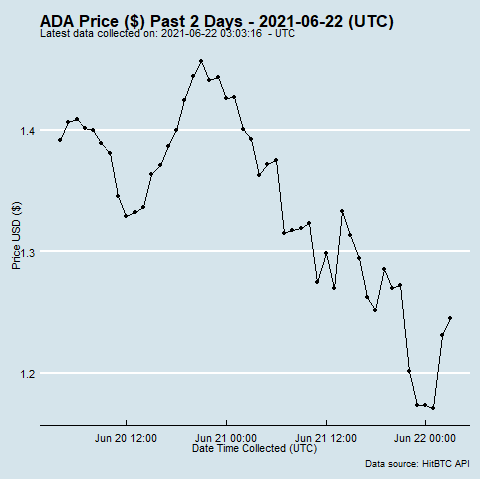 ADA Price ($) Past 2 Days - 2021-06-22 (UTC)
Latest data collected on: 2021-06-22 03:03:16 - UTC
Price USD ($)
1.4
1.3
1.2
Jun 20 12:00
Jun 21 00:00
Jun 21 12:00
Jun 22 00:00
Date Time Collected (UTC)
Data source: HitBTC API